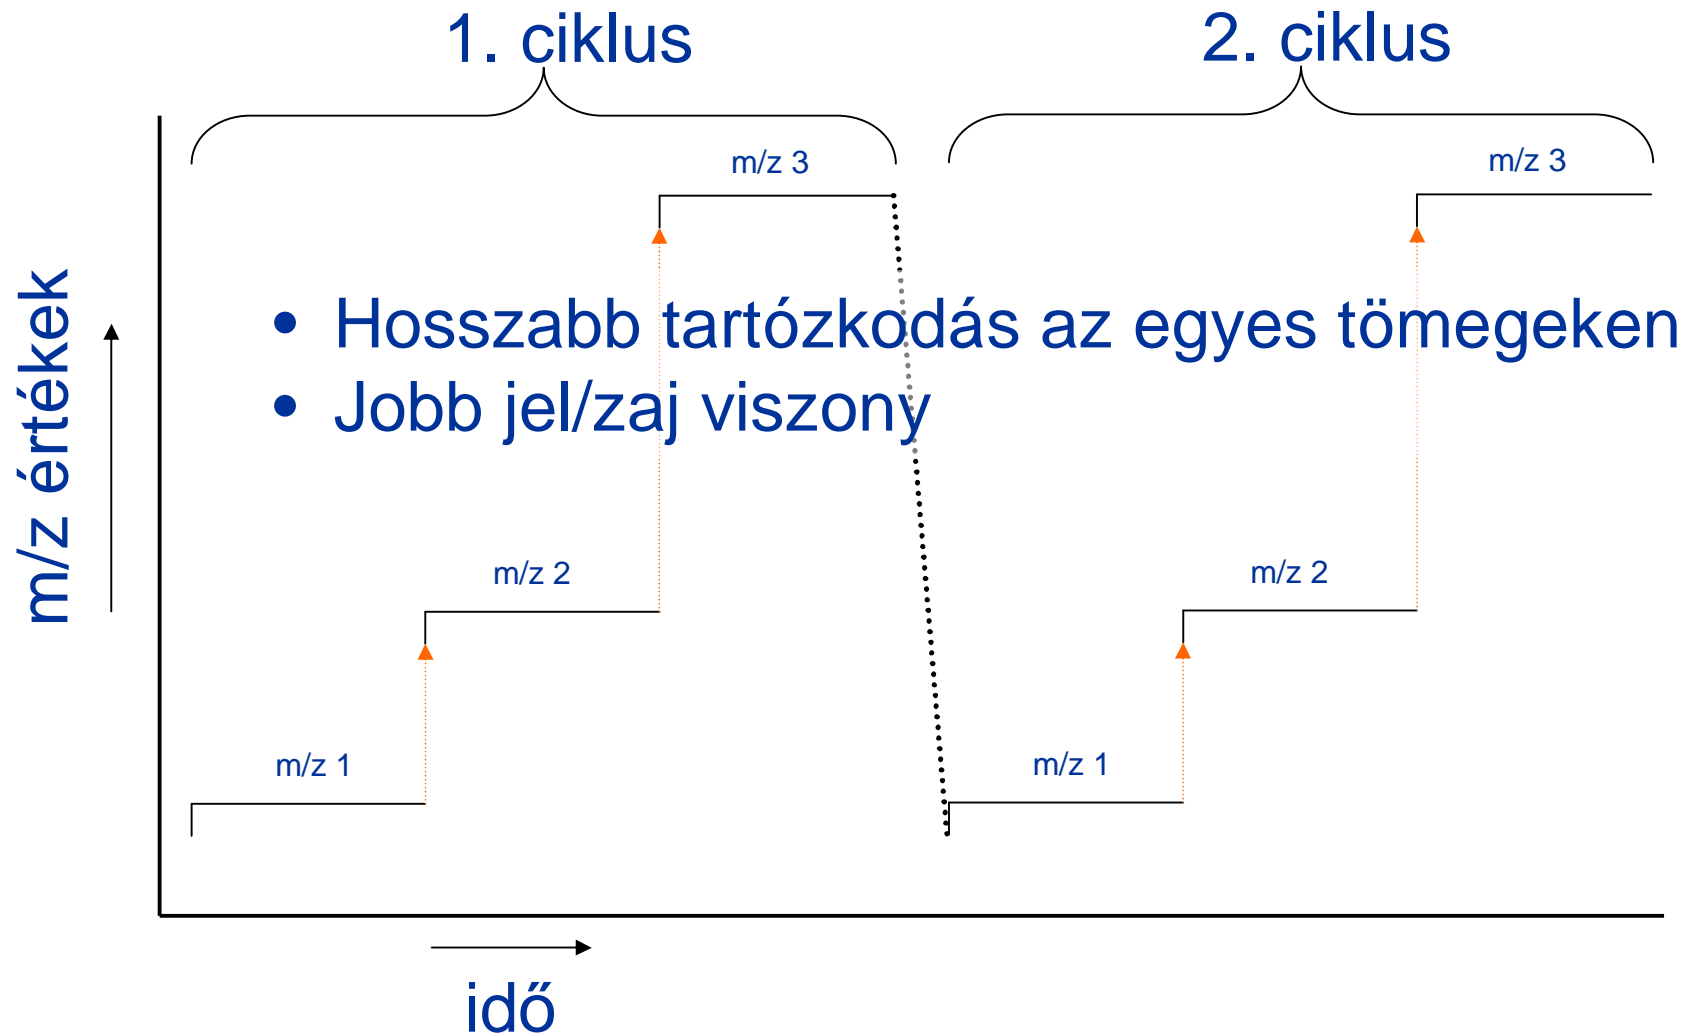 1. ciklus
2. ciklus
m/z 3
m/z 3
• Hosszabb tartózkodás az egyes tömegeken
• Jobb jel/zaj viszony
m/z értékek
m/z 2
m/z 2
m/z 1
m/z 1
idő